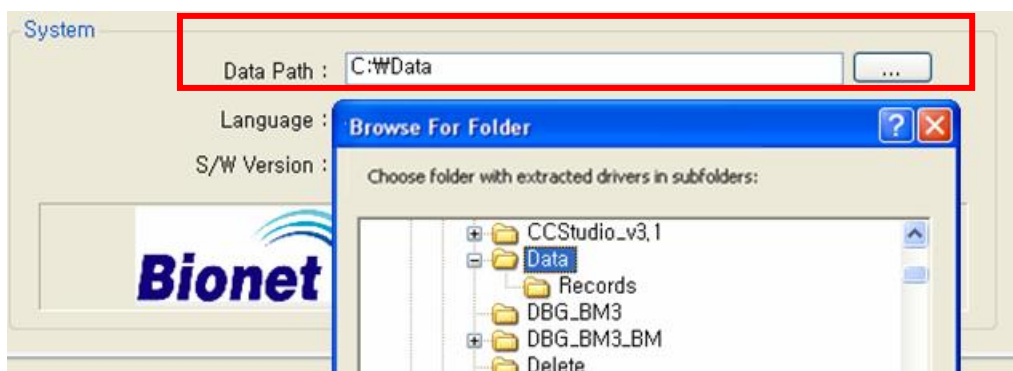 System
Data Path : C:₩Data ...
Language :
Browse For Folder
S/₩ Version :
Choose folder with extracted drivers in subfolders:
CCStudio_v3,1
Data
Records
DBG_BM3
DBG_BM3_BM
Delete
Bionet